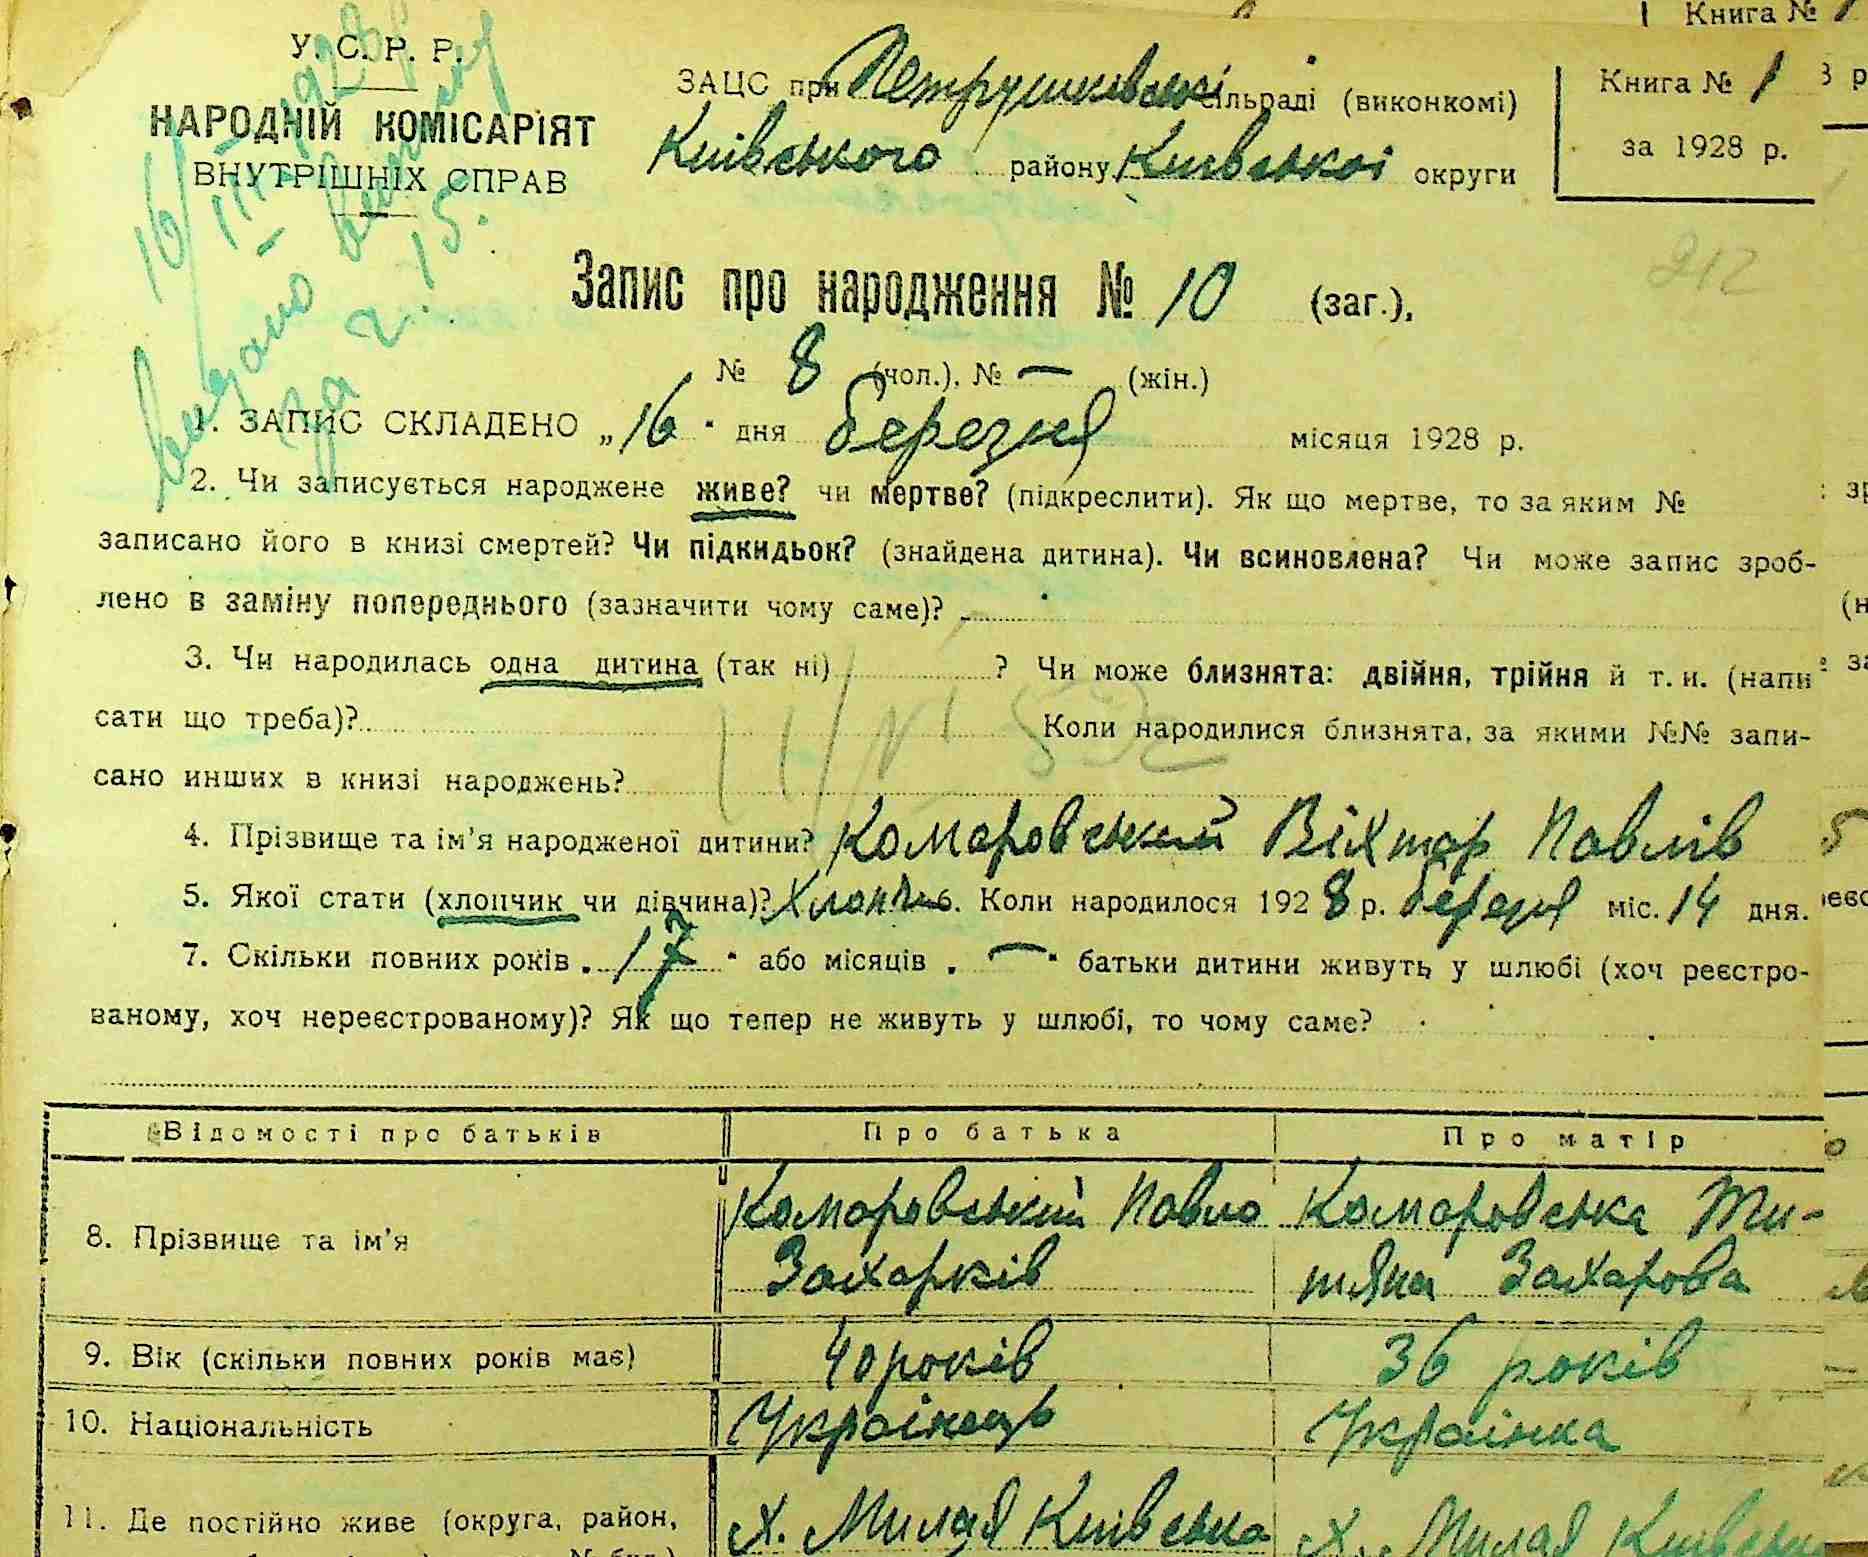 Книга №
У. С. Р. Р.
НАРОДНІЙ КОМІСАРІЯТ
ВНУТРІШНІХ СПРАВ
ЗАЦС при Петрушківській сільраді (виконкомі)
Київського району Київської округи
Книга № 1
за 1928 р.
16/III 1928
Видано
за ч. 15.
212
Запис про народження № 10 (заг.),
№ 8 (чол.), № — (жін.)
1. ЗАПИС СКЛАДЕНО „16" дня березня місяця 1928 р.
2. Чи записується народжене живе? чи мертве? (підкреслити). Як що мертве, то за яким №
записано його в книзі смертей? Чи підкидьок? (знайдена дитина). Чи всиновлена? Чи може запис зроб-
лено в заміну попереднього (зазначити чому саме)?
3. Чи народилась одна дитина (так ні) ? Чи може близнята: двійня, трійня й т. и. (напи
сати що треба)? Коли народилися близнята, за якими №№ запи-
сано инших в книзі народжень?
4. Прізвище та ім'я народженої дитини? Комаровський Віктор Павлів
5. Якої стати (хлопчик чи дівчина)? Хлопчик 6. Коли народилося 1928 р. березня міс. 14 дня.
7. Скільки повних років „17" або місяців „—" батьки дитини живуть у шлюбі (хоч реєстро-
ваному, хоч нереєстрованому)? Як що тепер не живуть у шлюбі, то чому саме?
Відомості про батьків Про батька Про матір
8. Прізвище та ім'я Комаровський Павло Комаровська Ти-
Захарків тяна Захарова
9. Вік (скільки повних років має) 40 років 36 років
10. Національність Українець Українка
11. Де постійно живе (округа, район, х. Милая Київська х. Милая Київськ